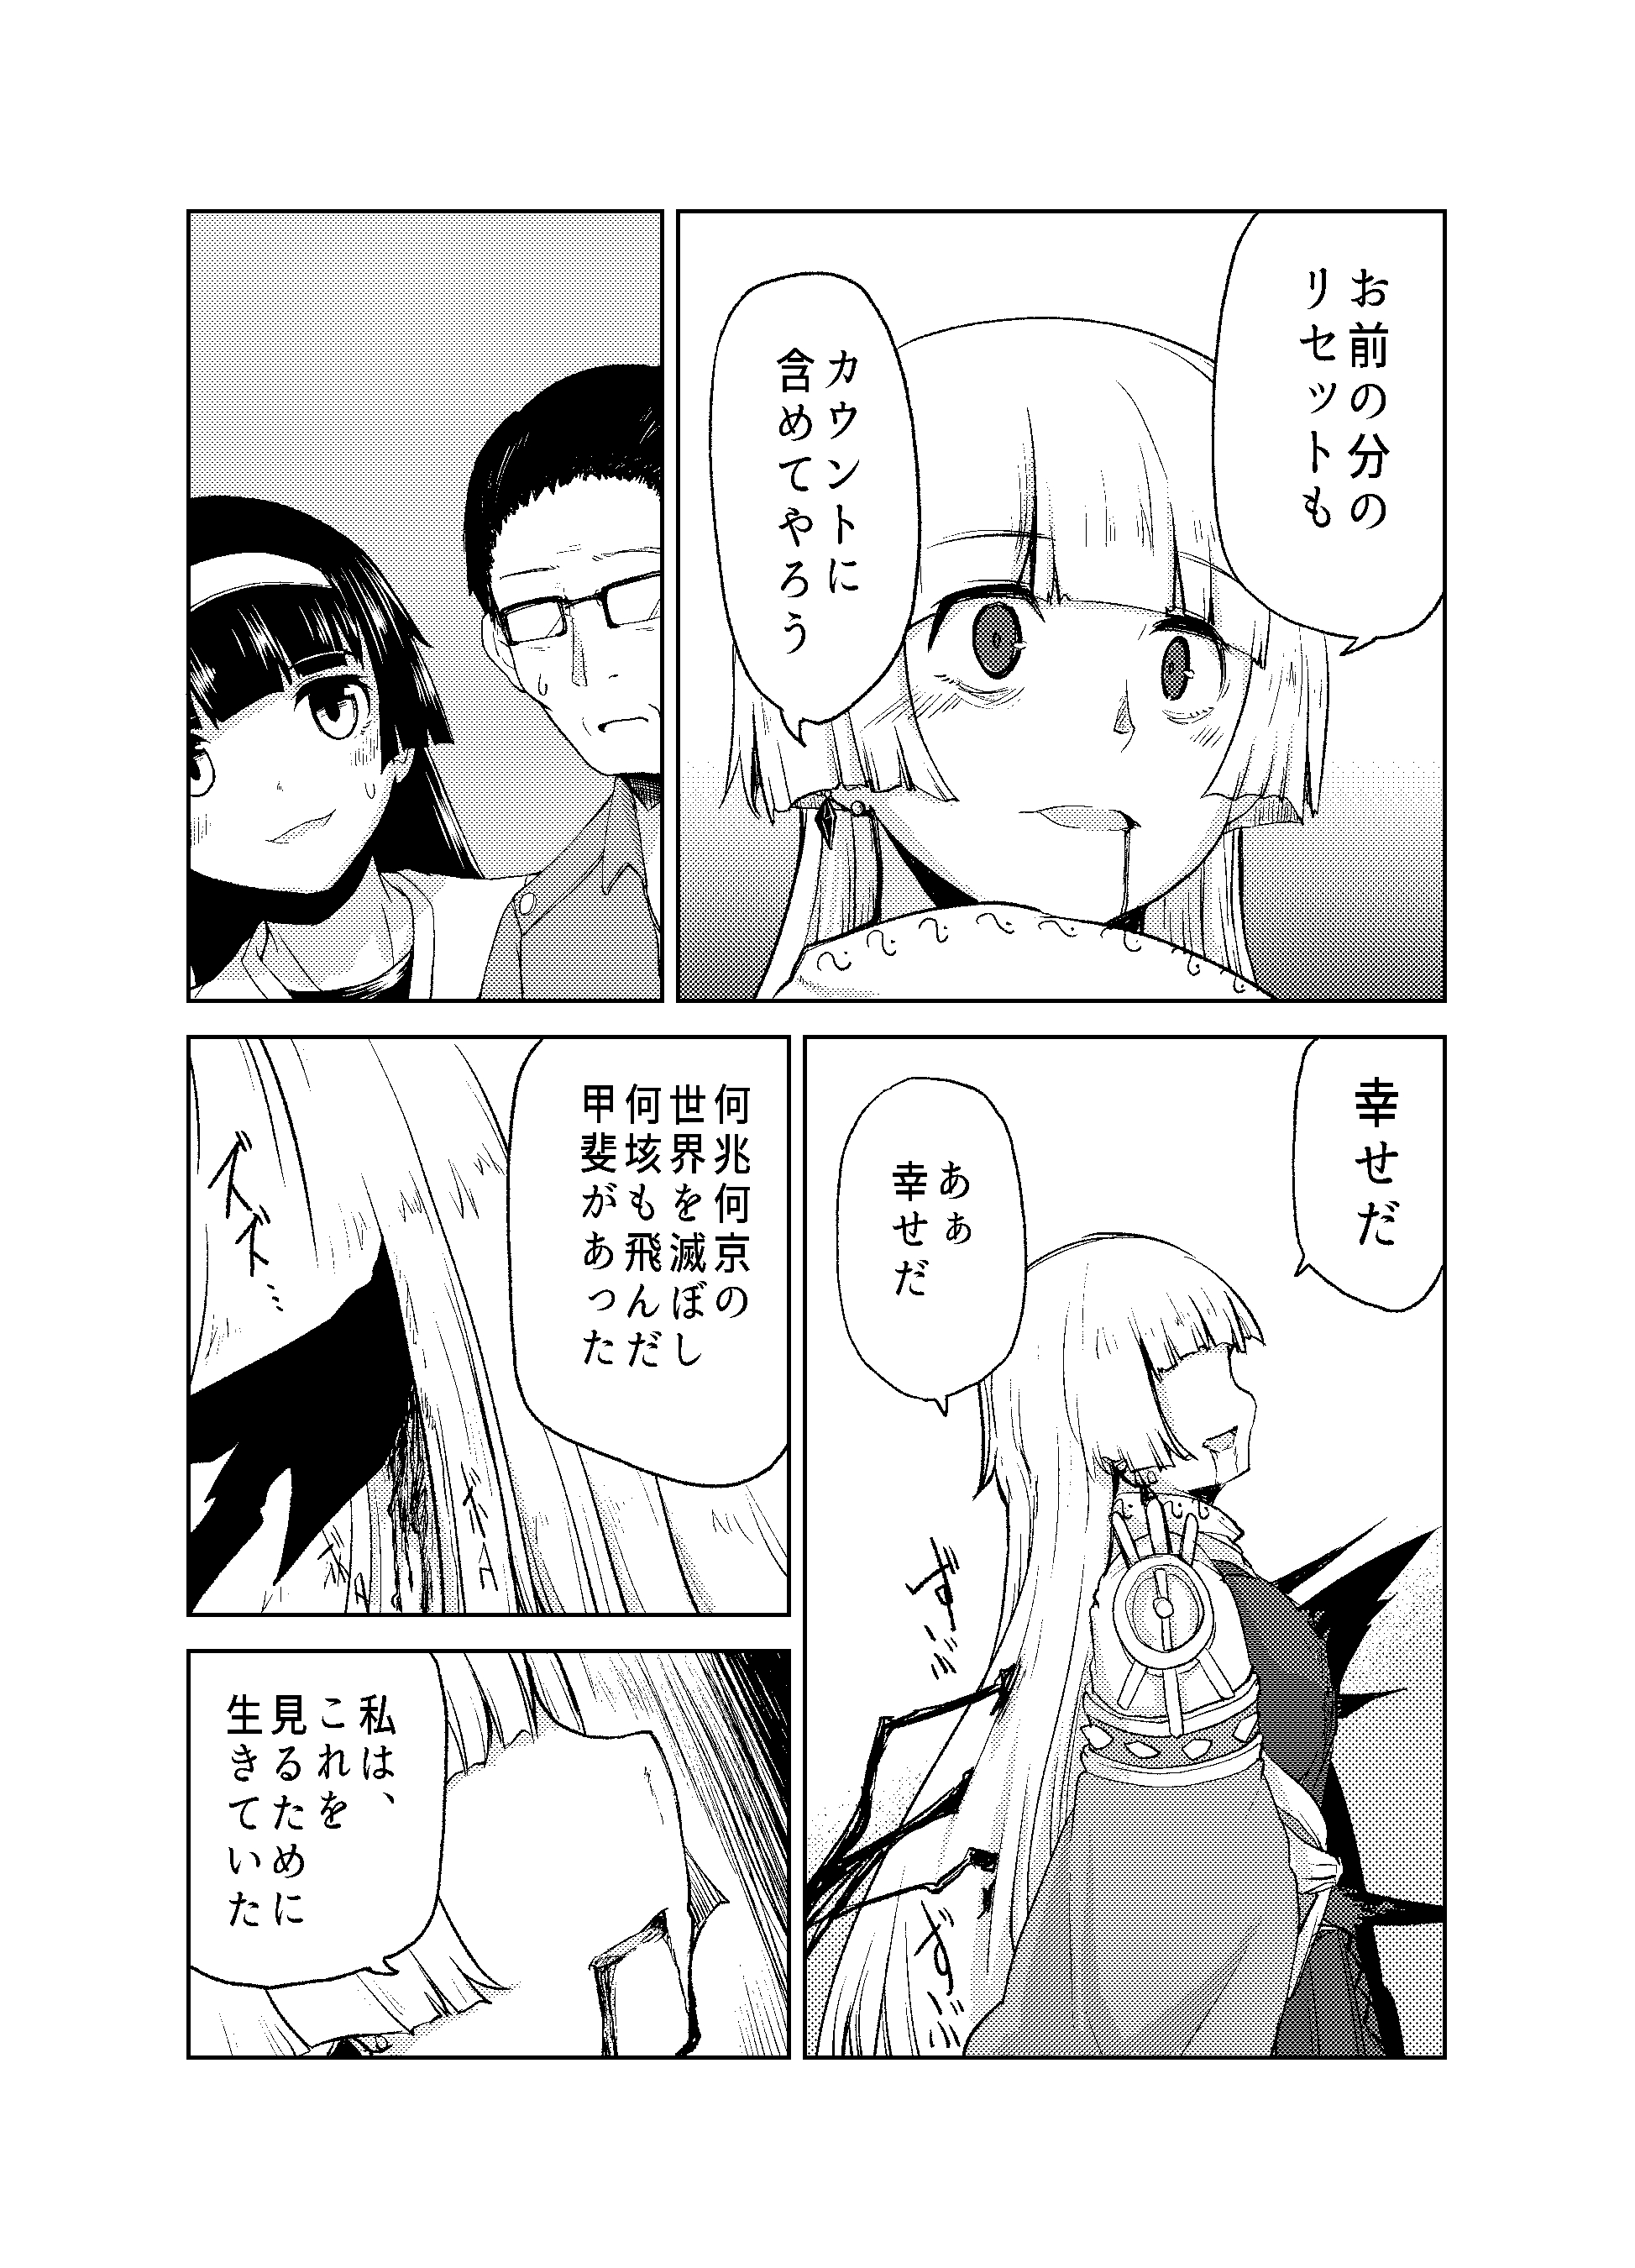 お前の分の
リセットも
カウントに
含めてやろう
幸せだ
あぁ
幸せだ
ず…
ず…
何兆何京の
世界を滅ぼし
何垓も飛んだ
甲斐があった
ズズ…
私は、
これを
見るために
生きていた